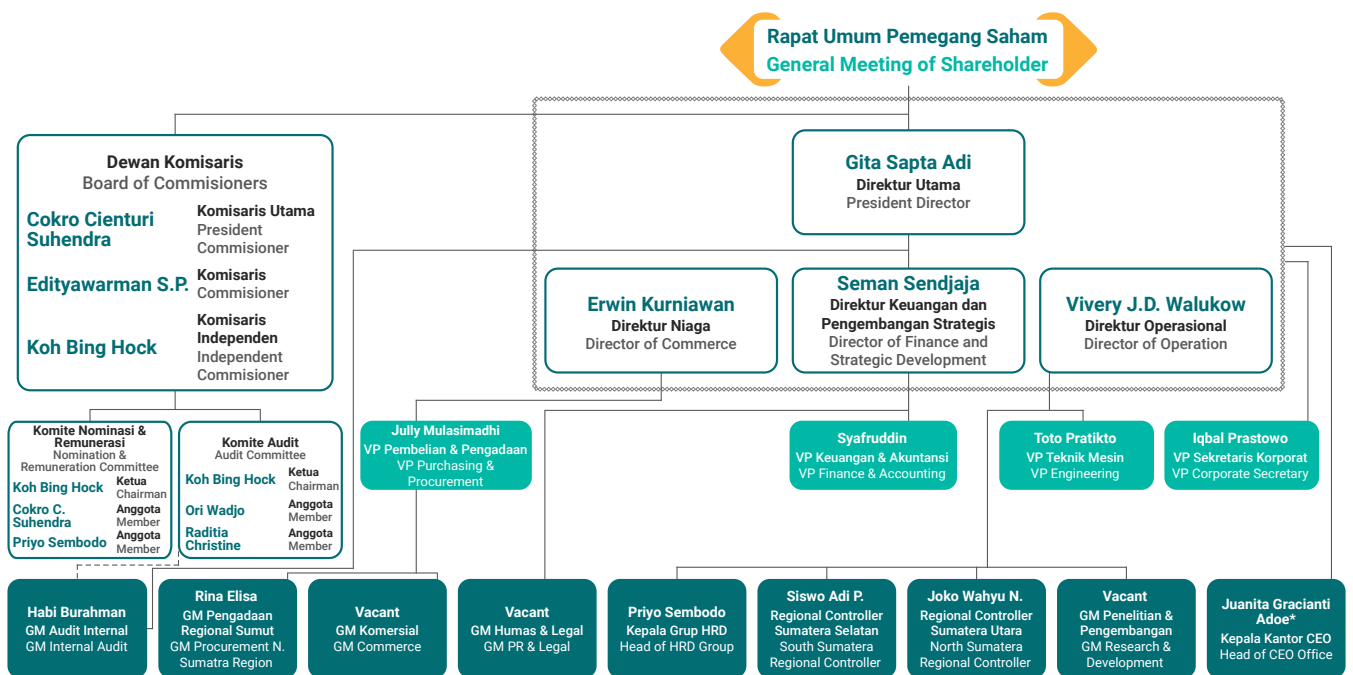 Rapat Umum Pemegang Saham
General Meeting of Shareholder
Dewan Komisaris
Board of Commisioners
Cokro Cienturi
Suhendra
Komisaris Utama
President
Commisioner
Edityawarman S.P.
Komisaris
Commisioner
Koh Bing Hock
Komisaris
Independen
Independent
Commisioner
Gita Sapta Adi
Direktur Utama
President Director
Erwin Kurniawan
Direktur Niaga
Director of Commerce
Seman Sendjaja
Direktur Keuangan dan
Pengembangan Strategis
Director of Finance and
Strategic Development
Vivery J.D. Walukow
Direktur Operasional
Director of Operation
Komite Nominasi &
Remunerasi
Nomination &
Remuneration Committee
Koh Bing Hock
Ketua
Chairman
Cokro C.
Suhendra
Anggota
Member
Priyo Sembodo
Anggota
Member
Komite Audit
Audit Committee
Koh Bing Hock
Ketua
Chairman
Ori Wadjo
Anggota
Member
Raditia
Christine
Anggota
Member
Jully Mulasimadhi
VP Pembelian & Pengadaan
VP Purchasing &
Procurement
Syafruddin
VP Keuangan & Akuntansi
VP Finance & Accounting
Toto Pratikto
VP Teknik Mesin
VP Engineering
Iqbal Prastowo
VP Sekretaris Korporat
VP Corporate Secretary
Habi Burahman
GM Audit Internal
GM Internal Audit
Rina Elisa
GM Pengadaan
Regional Sumut
GM Procurement N.
Sumatra Region
Vacant
GM Komersial
GM Commerce
Vacant
GM Humas & Legal
GM PR & Legal
Priyo Sembodo
Kepala Grup HRD
Head of HRD Group
Siswo Adi P.
Regional Controller
Sumatera Selatan
South Sumatera
Regional Controller
Joko Wahyu N.
Regional Controller
Sumatera Utara
North Sumatera
Regional Controller
Vacant
GM Penelitian &
Pengembangan
GM Research &
Development
Juanita Gracianti
Adoe*
Kepala Kantor CEO
Head of CEO Office